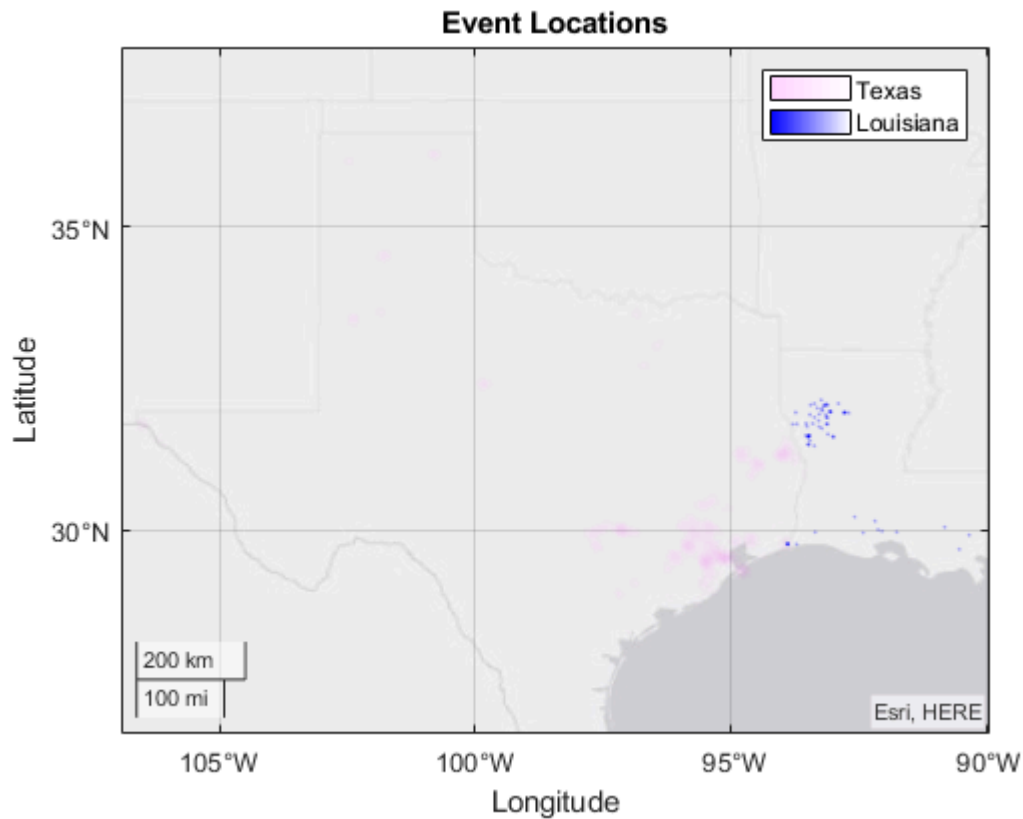 Event Locations
Texas
Louisiana
35°N
30°N
Latitude
200 km
100 mi
Esri, HERE
105°W
100°W
95°W
90°W
Longitude